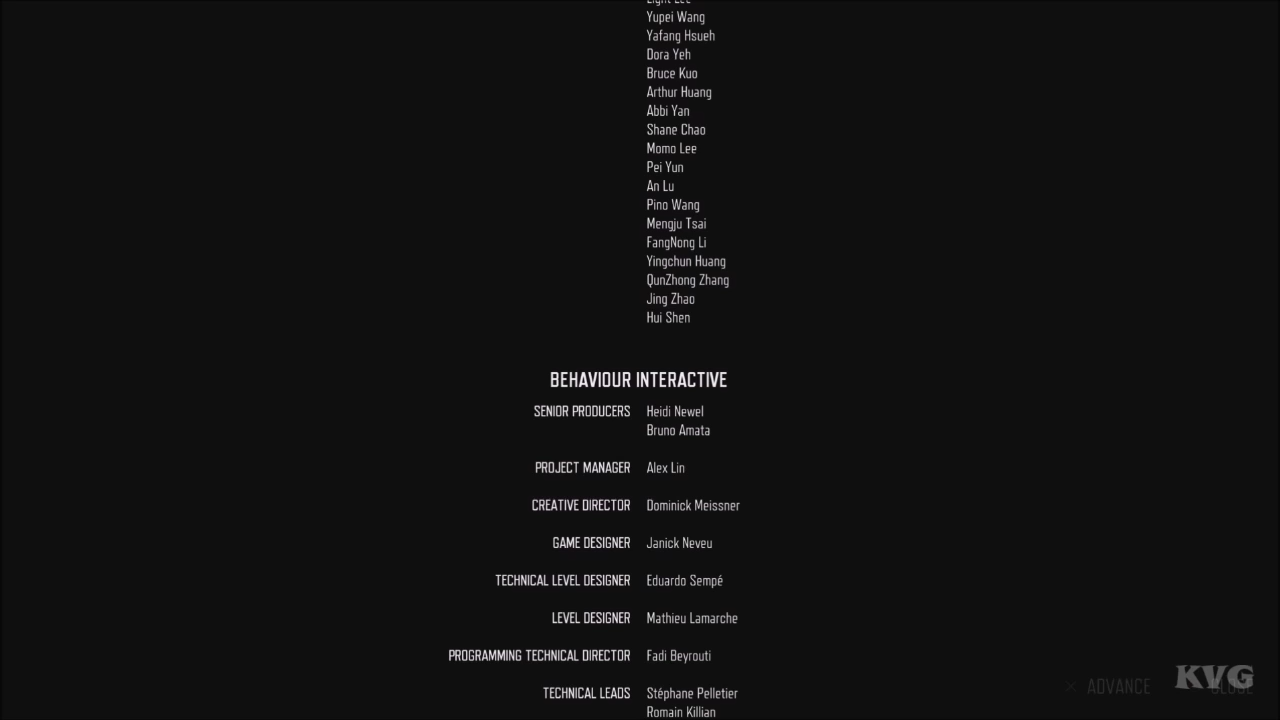 Light Lee
Yupei Wang
Yafang Hsueh
Dora Yeh
Bruce Kuo
Arthur Huang
Abbi Yan
Shane Chao
Momo Lee
Pei Yun
An Lu
Pino Wang
Mengju Tsai
FangNong Li
Yingchun Huang
QunZhong Zhang
Jing Zhao
Hui Shen
BEHAVIOUR INTERACTIVE
SENIOR PRODUCERS Heidi Newel
Bruno Amata
PROJECT MANAGER Alex Lin
CREATIVE DIRECTOR Dominick Meissner
GAME DESIGNER Janick Neveu
TECHNICAL LEVEL DESIGNER Eduardo Sempé
LEVEL DESIGNER Mathieu Lamarche
PROGRAMMING TECHNICAL DIRECTOR Fadi Beyrouti
TECHNICAL LEADS Stéphane Pelletier
Romain Killian
ADVANCE CLOSE
KVG